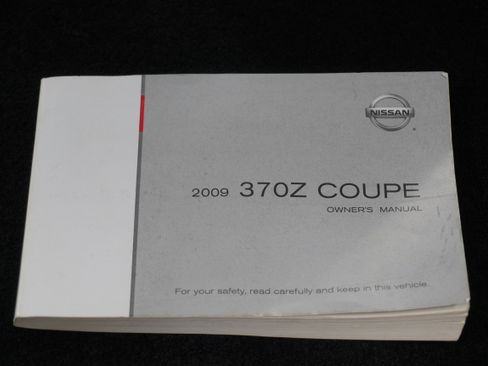 NISSAN
2009 370Z COUPE
OWNER'S MANUAL
For your safety, read carefully and keep in this vehicle.